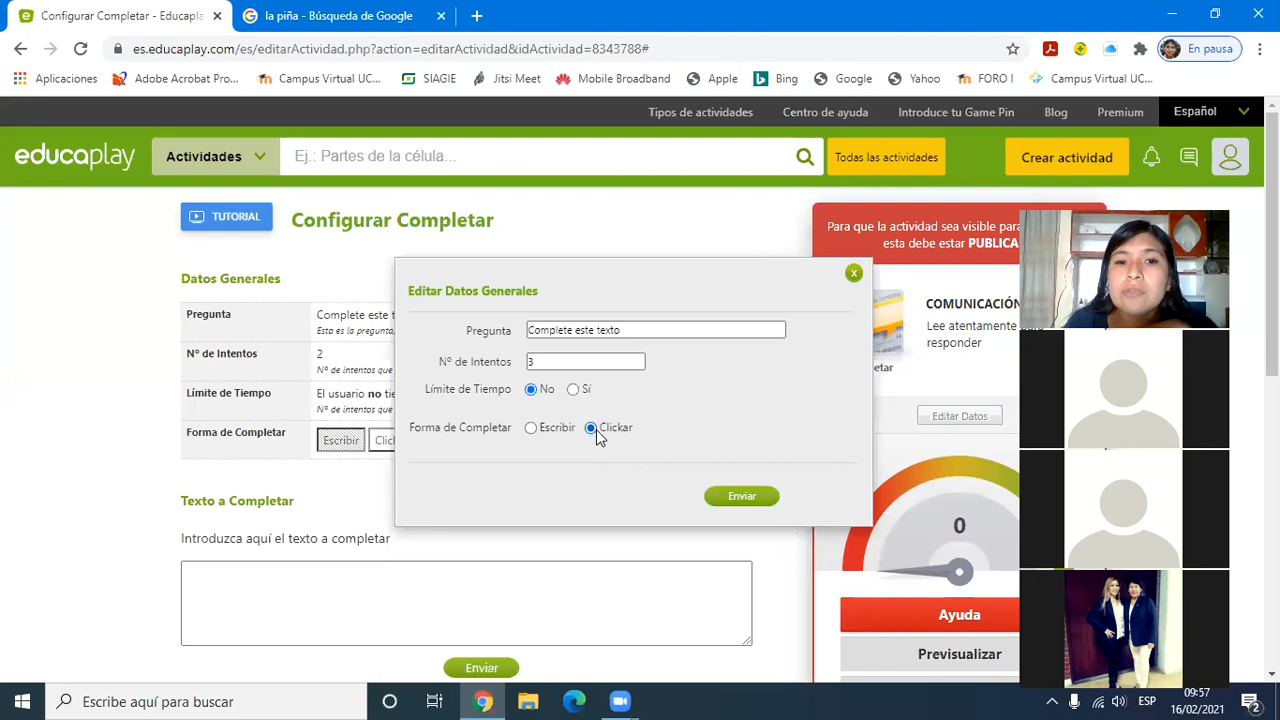 Configurar Completar - Educapla
la piña - Búsqueda de Google
es.educaplay.com/es/editarActividad.php?action=editarActividad&idActividad=8343788#
En pausa
Aplicaciones
Adobe Acrobat Pro...
Campus Virtual UC...
SIAGIE
Jitsi Meet
Mobile Broadband
Apple
Bing
Google
Yahoo
FORO I
Campus Virtual UC...
Tipos de actividades
Centro de ayuda
Introduce tu Game Pin
Blog
Premium
Español
educaplay
Actividades
Ej.: Partes de la célula...
Todas las actividades
Crear actividad
TUTORIAL
Configurar Completar
Para que la actividad sea visible para
esta debe estar PUBLICA
Datos Generales
Pregunta
Complete este t
Esta es la pregunta,
Nº de Intentos
2
Nº de intentos que
Límite de Tiempo
El usuario no tie
Nº de intentos que
Forma de Completar
Escribir
Clic
Editar Datos Generales
x
Pregunta
Complete este texto
Nº de Intentos
3
Límite de Tiempo
No
Sí
Forma de Completar
Escribir
Clickar
Enviar
COMUNICACIÓN
Lee atentamente
responder
etar
Editar Datos
0
Ayuda
Previsualizar
Texto a Completar
Introduzca aquí el texto a completar
Enviar
Escribe aquí para buscar
ESP
09:57
16/02/2021
2